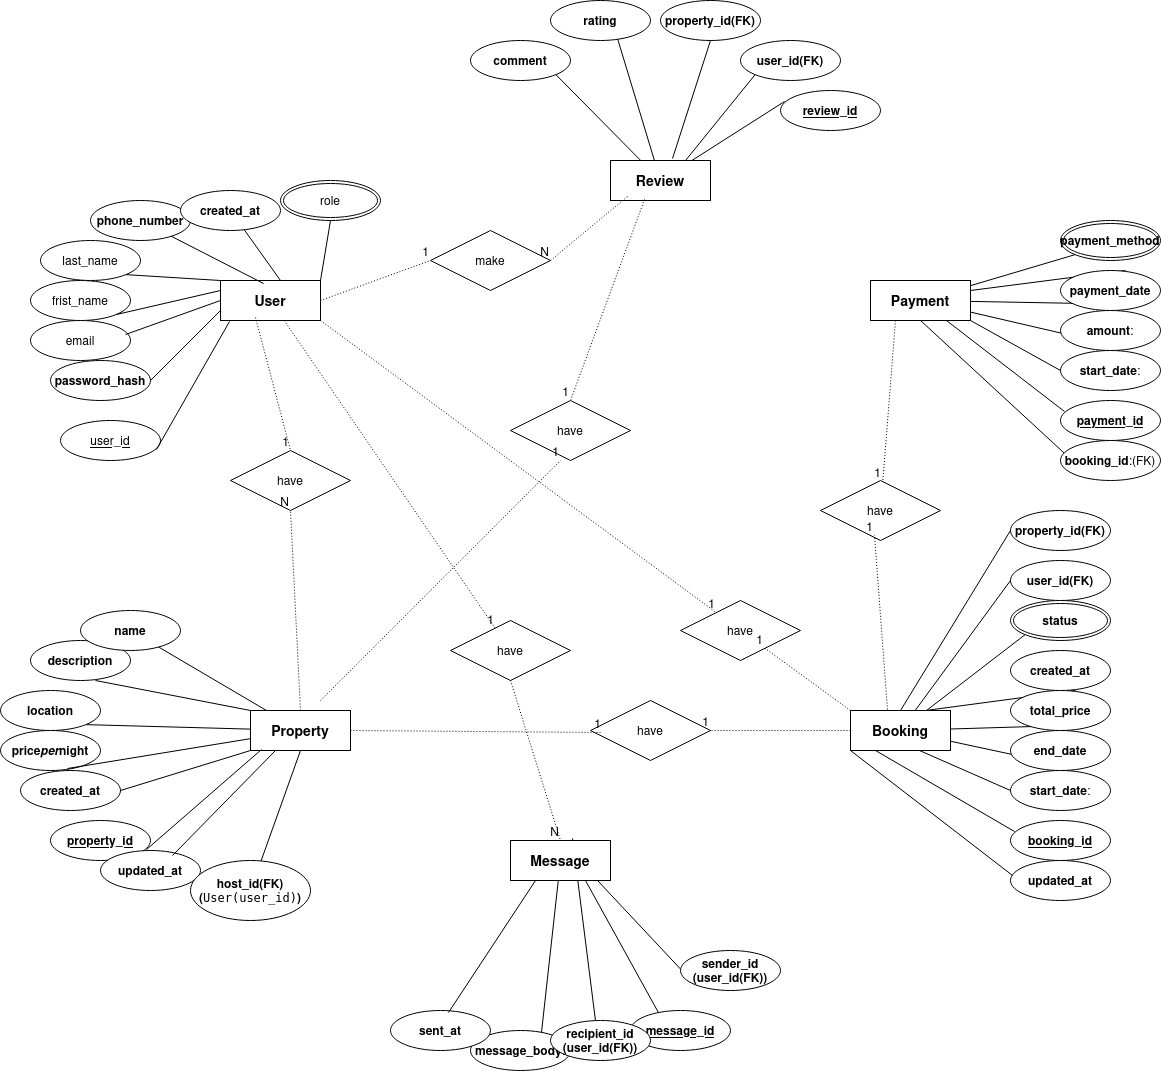 rating
property_id(FK)
comment
user_id(FK)
review_id
Review
role
created_at
phone_number
last_name
frist_name
email
password_hash
user_id
User
1
make
N
payment_method
payment_date
amount:
start_date:
payment_id
booking_id:(FK)
Payment
1
have
1
1
have
N
1
have
1
property_id(FK)
user_id(FK)
status
created_at
total_price
end_date
start_date:
booking_id
updated_at
Booking
1
have
1
1
have
name
description
location
pricepernight
created_at
property_id
updated_at
host_id(FK)
(User(user_id))
Property
1
have
1
N
Message
sender_id
(user_id(FK))
sent_at
message_body
recipient_id
(user_id(FK))
message_id